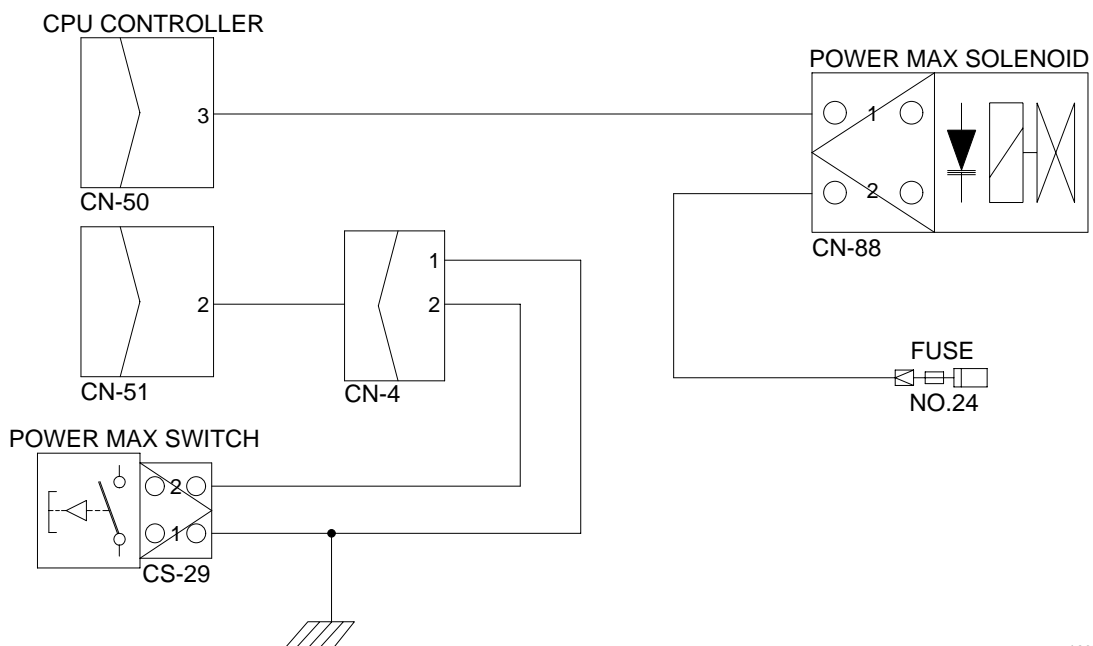 CPU CONTROLLER
3
CN-50
POWER MAX SOLENOID
1
2
CN-88
2
CN-51
1
2
CN-4
FUSE
NO.24
POWER MAX SWITCH
2
1
CS-29